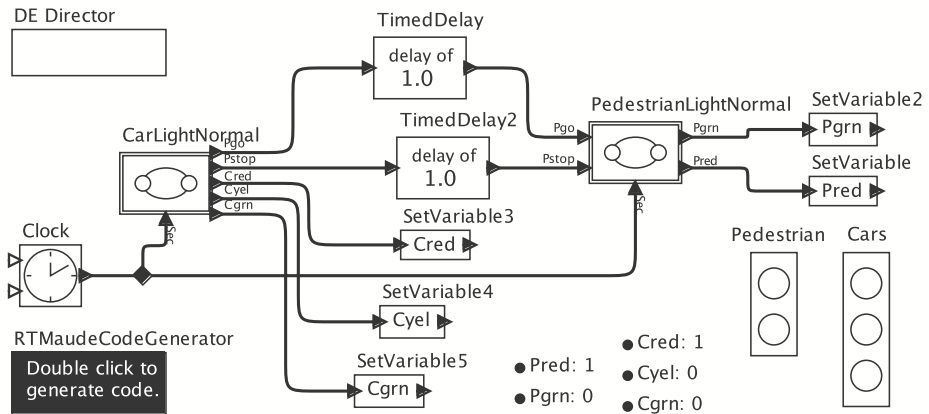 DE Director
TimedDelay
delay of
1.0
TimedDelay2
delay of
1.0
CarLightNormal
Pgo
Pstop
Cred
Cyel
Cgrn
Sec
PedestrianLightNormal
Pgo
Pstop
Pgrn
Pred
Sec
SetVariable2
Pgrn
SetVariable
Pred
SetVariable3
Cred
Clock
SetVariable4
Cyel
SetVariable5
Cgrn
Pedestrian
Cars
RTMaudeCodeGenerator
Double click to
generate code.
Pred: 1
Pgrn: 0
Cred: 1
Cyel: 0
Cgrn: 0